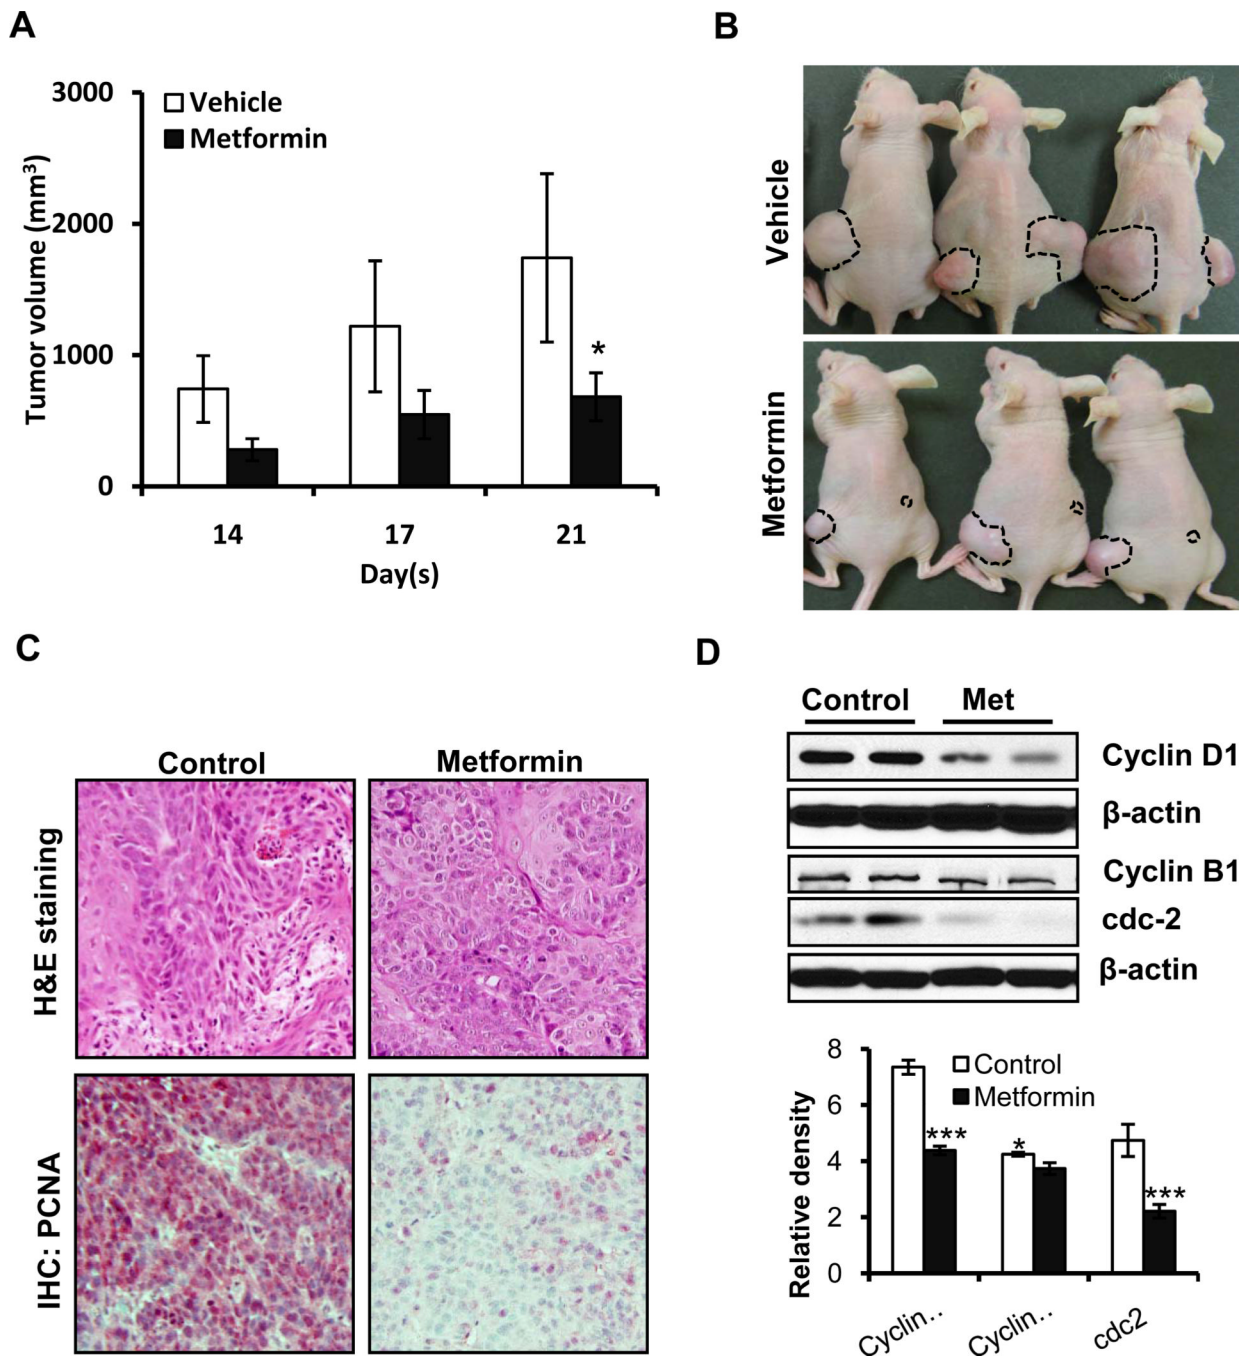 A
3000
2000
1000
0
Tumor volume (mm³)
Vehicle
Metformin
*
14
17
21
Day(s)
B
Vehicle
Metformin
C
Control
Metformin
H&E staining
IHC: PCNA
D
Control
Met
Cyclin D1
β-actin
Cyclin B1
cdc-2
β-actin
8
6
4
2
0
Relative density
Control
Metformin
***
*
***
Cyclin..
Cyclin..
cdc2